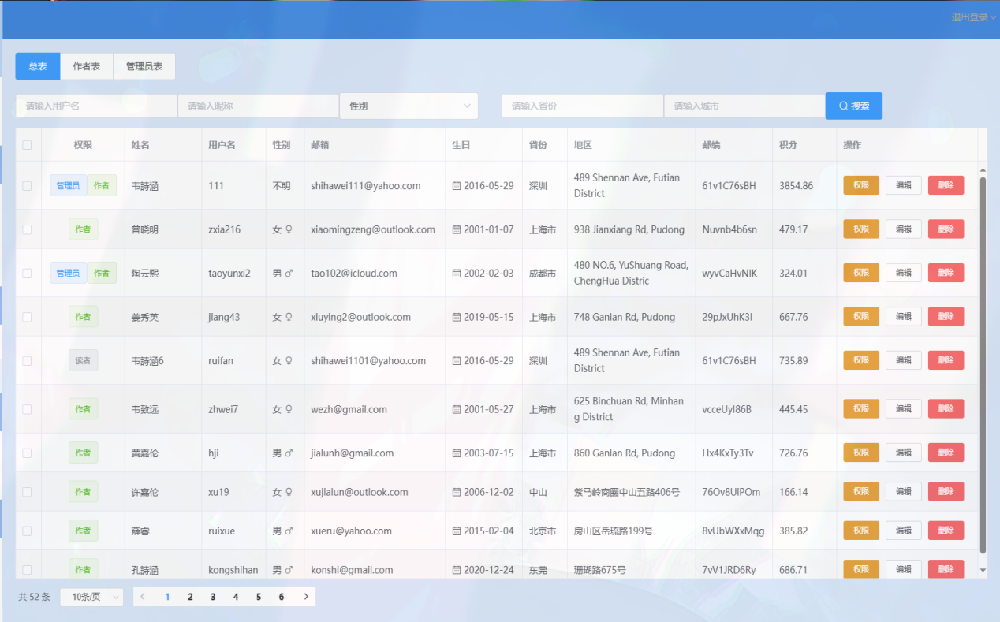 退出登录
总表 作者表 管理员表
请输入用户名 请输入昵称 性别 请输入省份 请输入城市 搜索
权限 姓名 用户名 性别 邮箱 生日 省份 地区 邮编 积分 操作
管理员 作者 韦詩涵 111 不明 shihawei111@yahoo.com 2016-05-29 深圳 489 Shennan Ave, Futian
District 61v1C76sBH 3854.86 权限 编辑 删除
作者 曾晓明 zxia216 女 ♀ xiaomingzeng@outlook.com 2001-01-07 上海市 938 Jianxiang Rd, Pudong Nuvnb4b6sn 479.17 权限 编辑 删除
管理员 作者 陶云熙 taoyunxi2 男 ♂ tao102@icloud.com 2002-02-03 成都市 480 NO.6, YuShuang Road,
ChengHua Distric wyvCaHvNIK 324.01 权限 编辑 删除
作者 姜秀英 jiang43 女 ♀ xiuying2@outlook.com 2019-05-15 上海市 748 Ganlan Rd, Pudong 29pJxUhK3i 667.76 权限 编辑 删除
读者 韦詩涵6 ruifan 女 ♀ shihawei1101@yahoo.com 2016-05-29 深圳 489 Shennan Ave, Futian
District 61v1C76sBH 735.89 权限 编辑 删除
作者 韦致远 zhwei7 女 ♀ wezh@gmail.com 2001-05-27 上海市 625 Binchuan Rd, Minhan
g District vcceUyI86B 445.45 权限 编辑 删除
作者 黄嘉伦 hji 男 ♂ jialunh@gmail.com 2003-07-15 上海市 860 Ganlan Rd, Pudong Hx4KxTy3Tv 726.76 权限 编辑 删除
作者 许嘉伦 xu19 女 ♀ xujialun@outlook.com 2006-12-02 中山 紫马岭商圈中山五路406号 76Ov8UiPOm 166.14 权限 编辑 删除
作者 薛睿 ruixue 男 ♂ xueru@yahoo.com 2015-02-04 北京市 房山区岳琉路199号 8vUbWXxMqg 385.82 权限 编辑 删除
作者 孔詩涵 kongshihan 男 ♂ konshi@gmail.com 2020-12-24 东莞 珊瑚路675号 7vV1JRD6Ry 686.71 权限 编辑 删除
共 52 条 10条/页 1 2 3 4 5 6